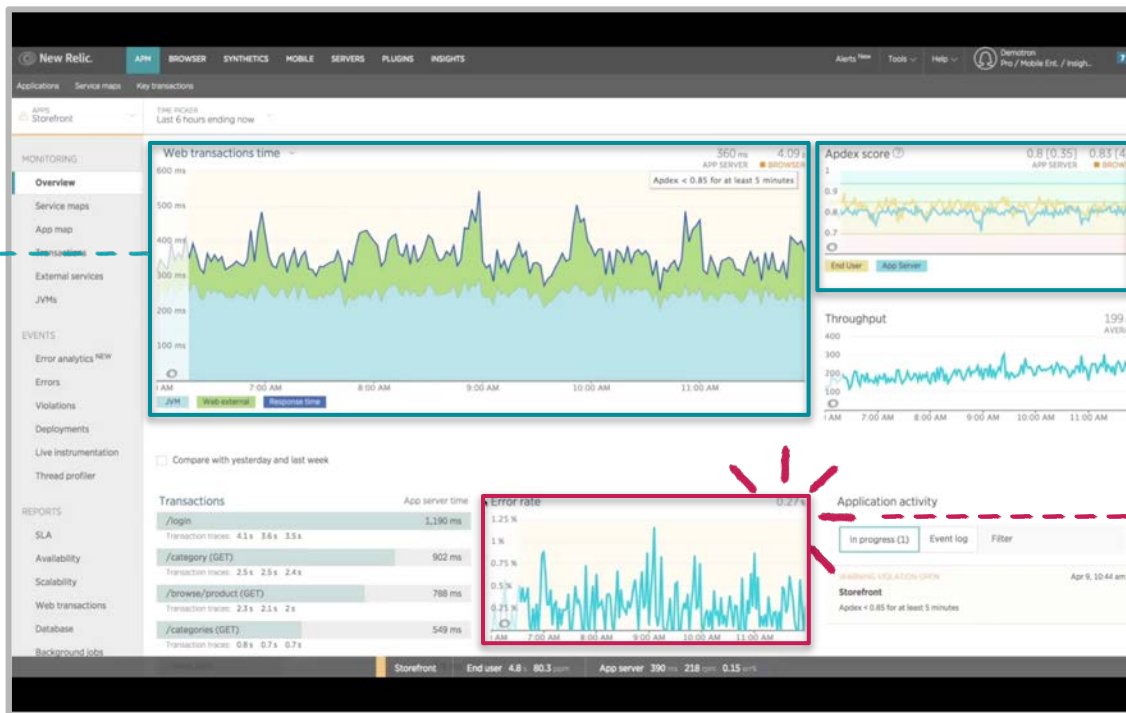 New Relic.
APM BROWSER SYNTHETICS MOBILE SERVERS PLUGINS INSIGHTS
Alerts New Tools Help
Demotron
Pro / Mobile Ent. / Insigh..
7
Applications Service maps Key transactions
APPS
Storefront
TIME PICKER
Last 6 hours ending now
MONITORING
Overview
Service maps
App map
Transactions
External services
JVMs
EVENTS
Error analytics NEW
Errors
Violations
Deployments
Live instrumentation
Thread profiler
REPORTS
SLA
Availability
Scalability
Web transactions
Database
Background jobs
Web transactions time
360 ms 4.09
APP SERVER BROWSER
Apdex < 0.85 for at least 5 minutes
600 ms
500 ms
400 ms
300 ms
200 ms
100 ms
AM 7:00 AM 8:00 AM 9:00 AM 10:00 AM 11:00 AM
JVM Web external Response time
Apdex score ?
0.8 [0.35] 0.83 [4
APP SERVER BROW
1
0.9
0.8
0.7
End User App Server
Throughput
199
AVERA
400
300
200
100
AM 7:00 AM 8:00 AM 9:00 AM 10:00 AM 11:00 AM
Compare with yesterday and last week
Transactions App server time
/login 1,190 ms
Transaction traces: 4.1 s 3.6 s 3.5 s
/category (GET) 902 ms
Transaction traces: 2.5 s 2.5 s 2.4 s
/browse/product (GET) 788 ms
Transaction traces: 2.3 s 2.1 s 2 s
/categories (GET) 549 ms
Transaction traces: 0.8 s 0.7 s 0.7 s
Error rate
0.27
1.25 %
1 %
0.75 %
0.5 %
0.25 %
AM 7:00 AM 8:00 AM 9:00 AM 10:00 AM 11:00 AM
Application activity
In progress (1) Event log Filter
WARNING VIOLATION OPEN Apr 9, 10:44 am
Storefront
Apdex < 0.85 for at least 5 minutes
Storefront End user 4.8 s 80.3 ppm App server 390 ms 218 rpm 0.15 err%